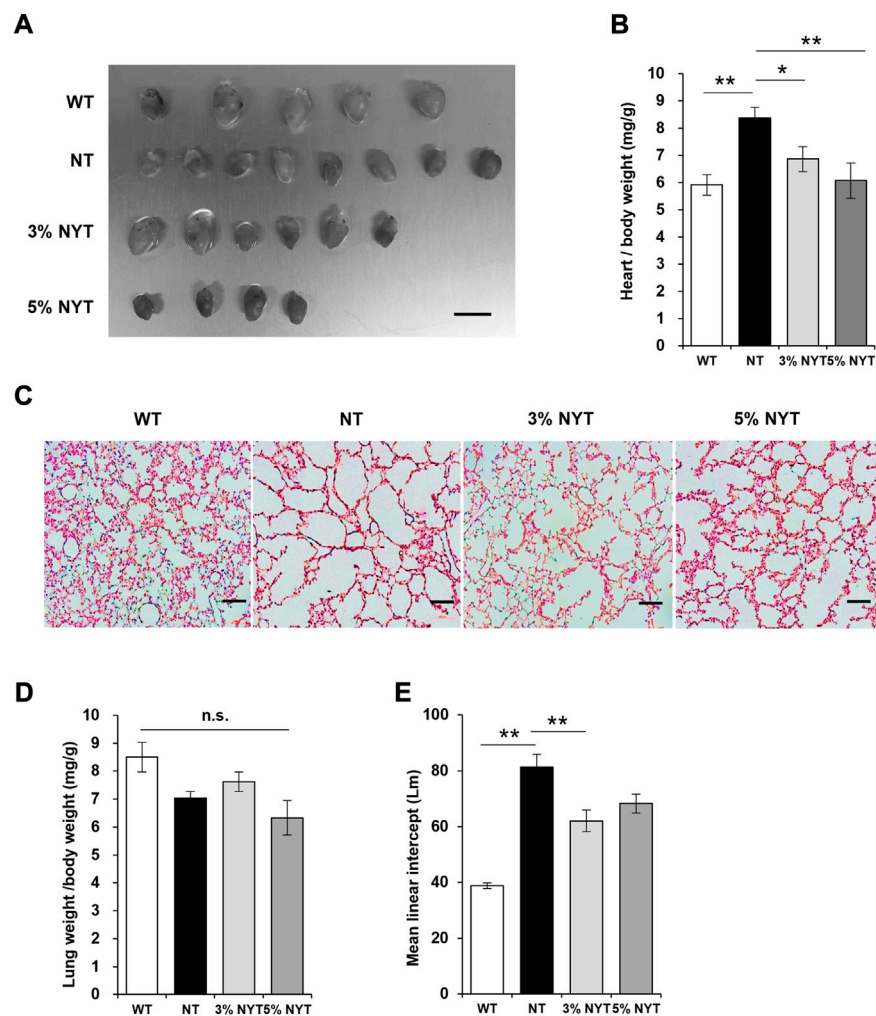 A
WT
NT
3% NYT
5% NYT
B
**
**
*
Heart / body weight (mg/g)
10
9
8
7
6
5
4
3
2
1
0
WT NT 3% NYT 5% NYT
C
WT NT 3% NYT 5% NYT
D
n.s.
Lung weight /body weight (mg/g)
10
9
8
7
6
5
4
3
2
1
0
WT NT 3% NYT 5% NYT
E
** **
Mean linear intercept (Lm)
100
80
60
40
20
0
WT NT 3% NYT 5% NYT